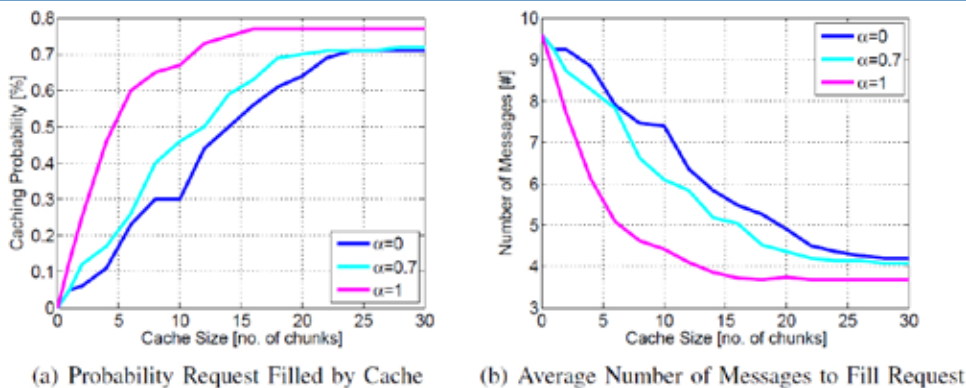 0.8
0.7
0.6
0.5
0.4
0.3
0.2
0.1
0
Caching Probability [%]
α=0
α=0.7
α=1
0 5 10 15 20 25 30
Cache Size [no. of chunks]
(a) Probability Request Filled by Cache
10
9
8
7
6
5
4
3
Number of Messages [#]
α=0
α=0.7
α=1
0 5 10 15 20 25 30
Cache Size [no. of chunks]
(b) Average Number of Messages to Fill Request